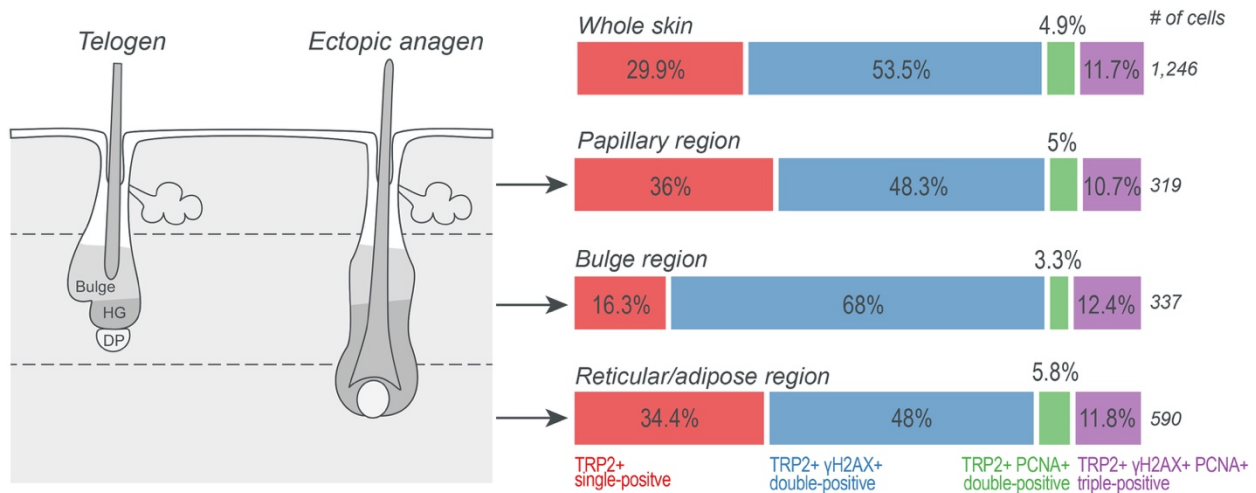 Telogen
Ectopic anagen
Bulge
HG
DP
Whole skin
4.9%
# of cells
29.9%
53.5%
11.7%
1,246
Papillary region
5%
36%
48.3%
10.7%
319
Bulge region
3.3%
16.3%
68%
12.4%
337
Reticular/adipose region
5.8%
34.4%
48%
11.8%
590
TRP2+
single-positve
TRP2+ γH2AX+
double-positive
TRP2+ PCNA+
double-positive
TRP2+ γH2AX+ PCNA+
triple-positive